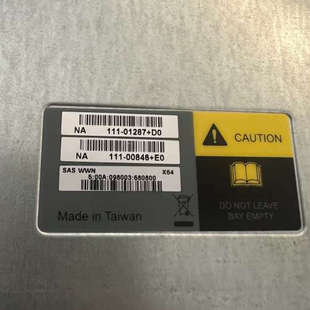 NA 111-01287+D0
NA 111-00846+E0
SAS WWN X64
5:00A:098003:680800
Made in Taiwan
CAUTION
DO NOT LEAVE
BAY EMPTY